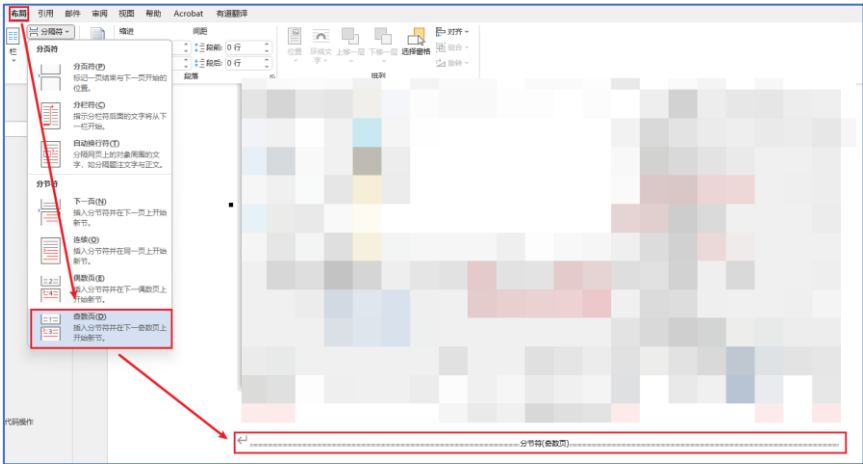 布局 引用 邮件 审阅 视图 帮助 Acrobat 有道翻译
分隔符 缩进 间距
栏 段前: 0 行 位置 环绕文字 上移一层 下移一层 选择窗格 对齐
组合
段后: 0 行 旋转
段落 排列
分页符
分页符(P)
标记一页结束与下一页开始的
位置。
分栏符(C)
指示分栏符后面的文字将从下
一栏开始。
自动换行符(T)
分隔网页上的对象周围的文
字，如分隔题注文字与正文。
分节符
下一页(N)
插入分节符并在下一页上开始
新节。
连续(O)
插入分节符并在同一页上开始
新节。
偶数页(E)
插入分节符并在下一偶数页上
开始新节。
奇数页(D)
插入分节符并在下一奇数页上
开始新节。
代码操作
分节符(奇数页)